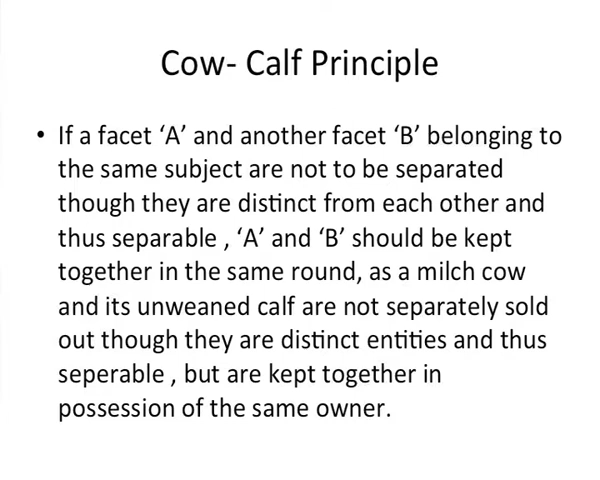 Cow- Calf Principle
• If a facet ‘A’ and another facet ‘B’ belonging to
the same subject are not to be separated
though they are distinct from each other and
thus separable , ‘A’ and ‘B’ should be kept
together in the same round, as a milch cow
and its unweaned calf are not separately sold
out though they are distinct entities and thus
seperable , but are kept together in
possession of the same owner.